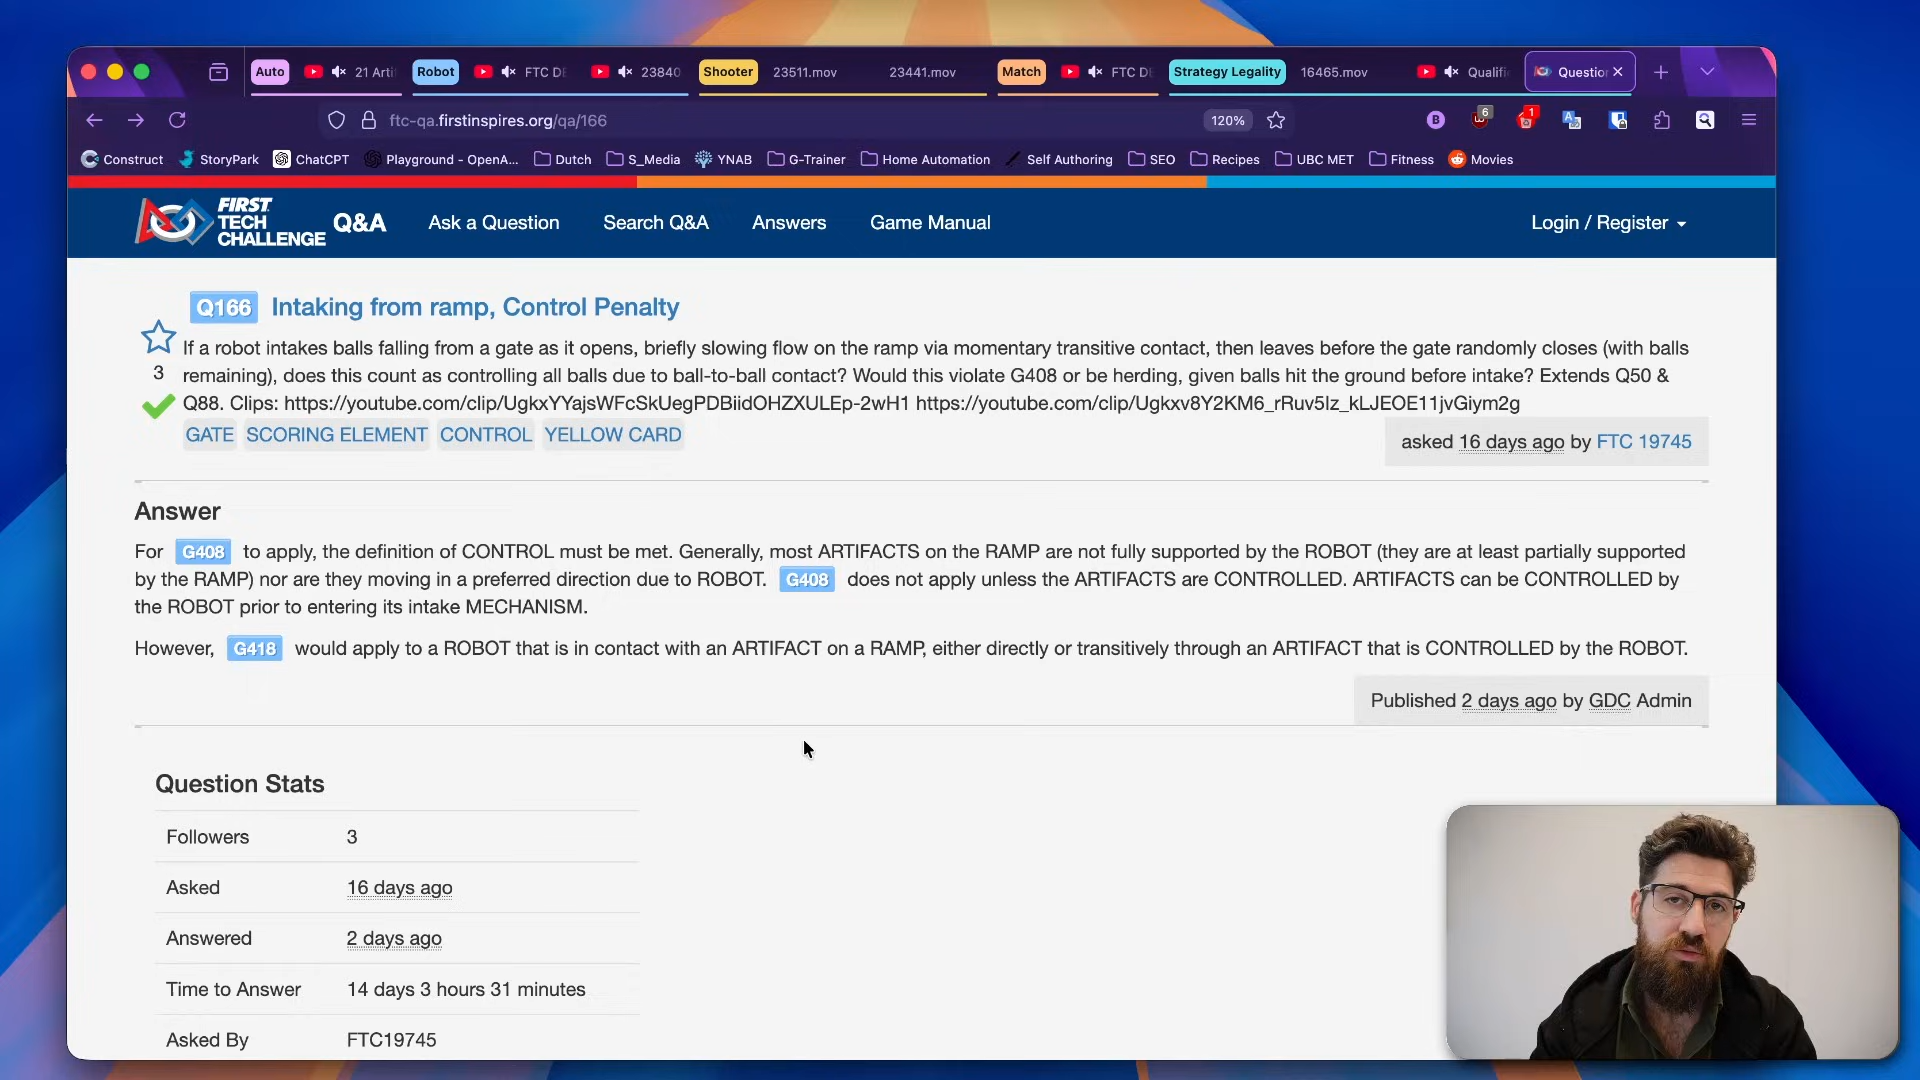 Auto
21 Arti
Robot
FTC DE
23840
Shooter
23511.mov
23441.mov
Match
FTC DE
Strategy Legality
16465.mov
Qualifi
Question
ftc-qa.firstinspires.org/qa/166
120%
B
6
1
Construct
StoryPark
ChatGPT
Playground - OpenA...
Dutch
S_Media
YNAB
G-Trainer
Home Automation
Self Authoring
SEO
Recipes
UBC MET
Fitness
Movies
FIRST
TECH
CHALLENGE
Q&A
Ask a Question
Search Q&A
Answers
Game Manual
Login / Register
Q166 Intaking from ramp, Control Penalty
If a robot intakes balls falling from a gate as it opens, briefly slowing flow on the ramp via momentary transitive contact, then leaves before the gate randomly closes (with balls
3
remaining), does this count as controlling all balls due to ball-to-ball contact? Would this violate G408 or be herding, given balls hit the ground before intake? Extends Q50 &
Q88. Clips: https://youtube.com/clip/UgkxYYajsWFcSkUegPDBiidOHZXULEp-2wH1 https://youtube.com/clip/Ugkxv8Y2KM6_rRuv5Iz_kLJEOE11jvGiym2g
GATE SCORING ELEMENT CONTROL YELLOW CARD
asked 16 days ago by FTC 19745
Answer
For G408 to apply, the definition of CONTROL must be met. Generally, most ARTIFACTS on the RAMP are not fully supported by the ROBOT (they are at least partially supported
by the RAMP) nor are they moving in a preferred direction due to ROBOT. G408 does not apply unless the ARTIFACTS are CONTROLLED. ARTIFACTS can be CONTROLLED by
the ROBOT prior to entering its intake MECHANISM.
However, G418 would apply to a ROBOT that is in contact with an ARTIFACT on a RAMP, either directly or transitively through an ARTIFACT that is CONTROLLED by the ROBOT.
Published 2 days ago by GDC Admin
Question Stats
Followers 3
Asked 16 days ago
Answered 2 days ago
Time to Answer 14 days 3 hours 31 minutes
Asked By FTC19745